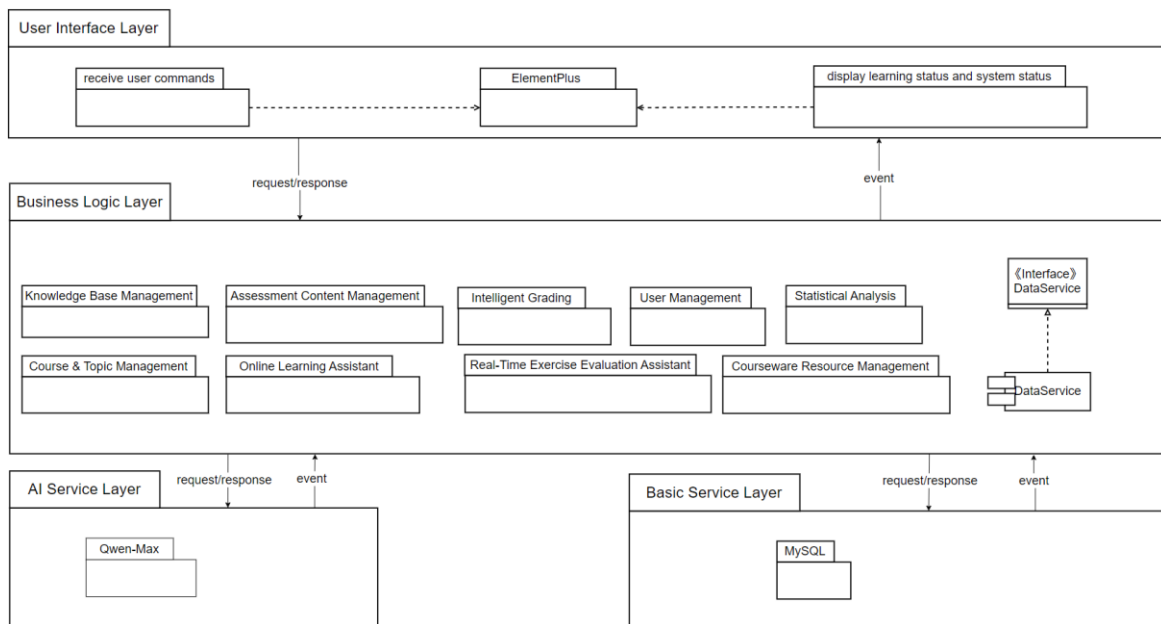 User Interface Layer
receive user commands
ElementPlus
display learning status and system status
request/response
event
Business Logic Layer
《Interface》
DataService
Knowledge Base Management
Assessment Content Management
Intelligent Grading
User Management
Statistical Analysis
Course & Topic Management
Online Learning Assistant
Real-Time Exercise Evaluation Assistant
Courseware Resource Management
DataService
request/response
event
request/response
event
AI Service Layer
Basic Service Layer
Qwen-Max
MySQL